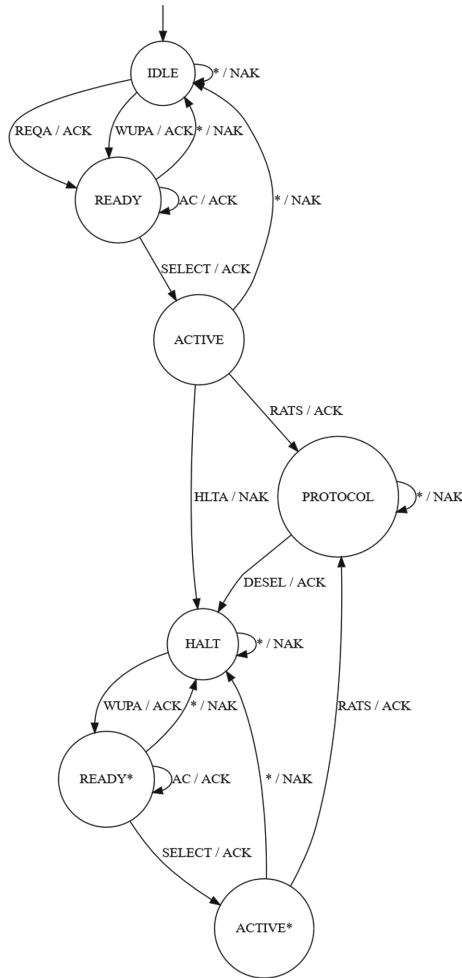 IDLE
* / NAK
REQA / ACK
WUPA / ACK
* / NAK
READY
AC / ACK
* / NAK
SELECT / ACK
ACTIVE
RATS / ACK
HLTA / NAK
PROTOCOL
* / NAK
DESEL / ACK
HALT
* / NAK
WUPA / ACK
* / NAK
RATS / ACK
READY*
AC / ACK
* / NAK
SELECT / ACK
ACTIVE*